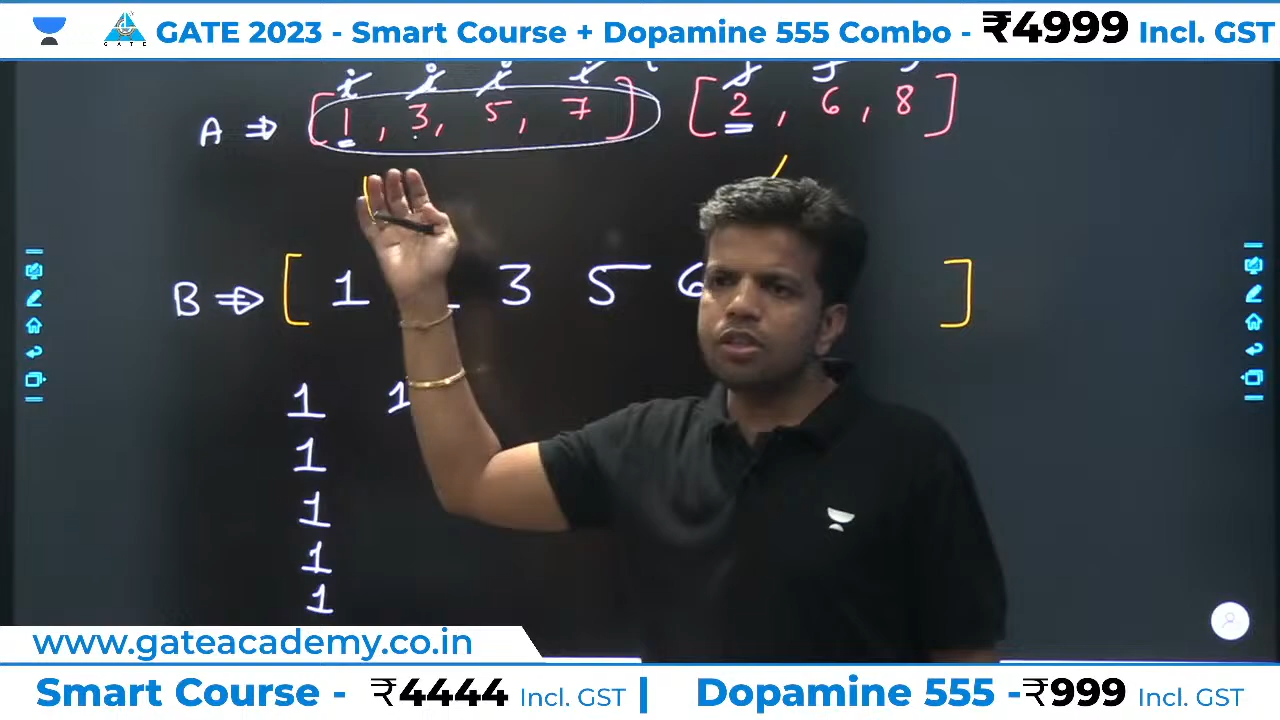 GATE
GATE 2023 - Smart Course + Dopamine 555 Combo - ₹4999 Incl. GST
i i i i i j j j
A ⇒ [1, 3, 5, 7] [2, 6, 8]
B ⇒ [ 1 3 5 6 ]
1 1
1
1
1
1
www.gateacademy.co.in
Smart Course - ₹4444 Incl. GST | Dopamine 555 -₹999 Incl. GST